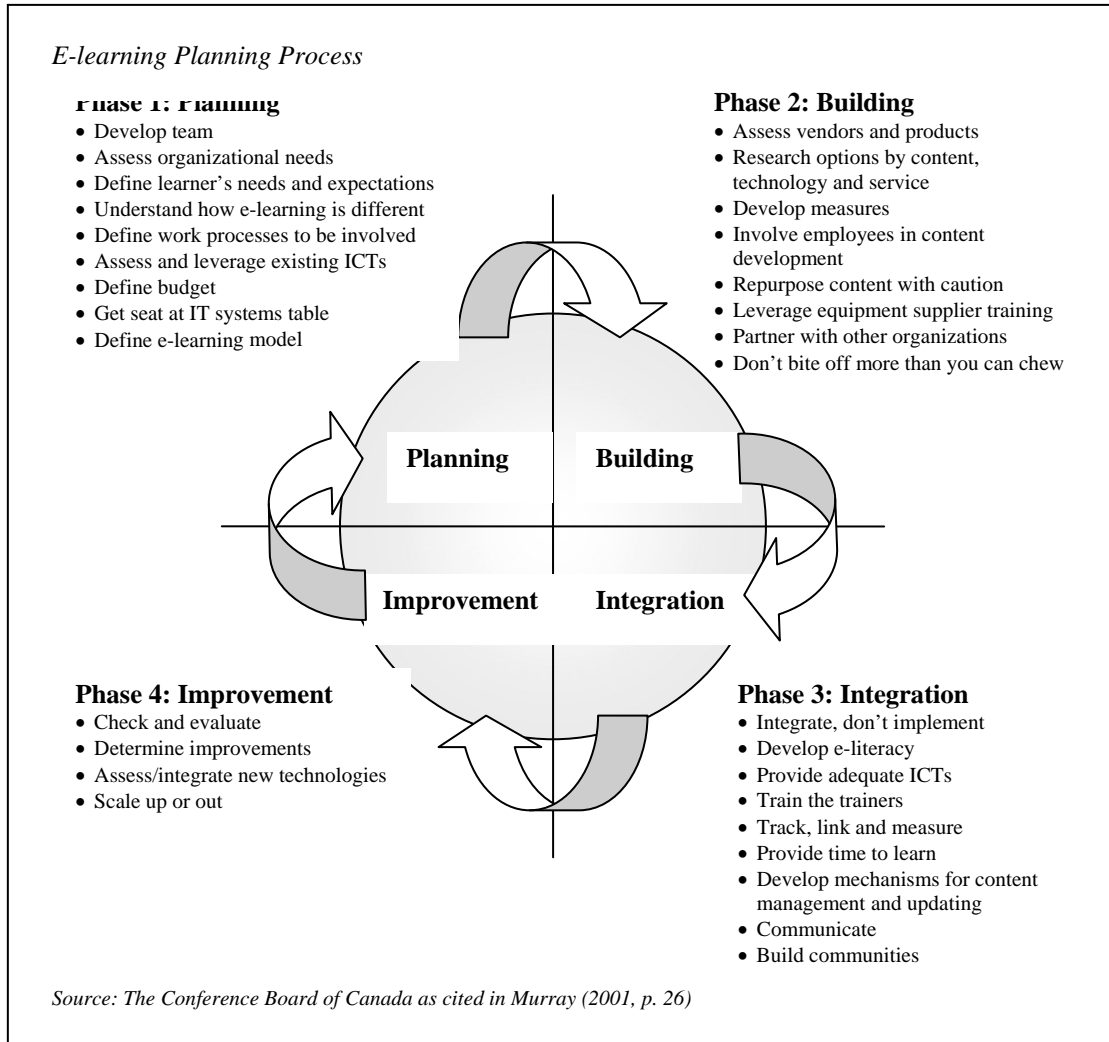 E-learning Planning Process
Phase 1: Planning
• Develop team
• Assess organizational needs
• Define learner's needs and expectations
• Understand how e-learning is different
• Define work processes to be involved
• Assess and leverage existing ICTs
• Define budget
• Get seat at IT systems table
• Define e-learning model
Phase 2: Building
• Assess vendors and products
• Research options by content,
technology and service
• Develop measures
• Involve employees in content
development
• Repurpose content with caution
• Leverage equipment supplier training
• Partner with other organizations
• Don't bite off more than you can chew
Planning
Building
Improvement
Integration
Phase 4: Improvement
• Check and evaluate
• Determine improvements
• Assess/integrate new technologies
• Scale up or out
Phase 3: Integration
• Integrate, don't implement
• Develop e-literacy
• Provide adequate ICTs
• Train the trainers
• Track, link and measure
• Provide time to learn
• Develop mechanisms for content
management and updating
• Communicate
• Build communities
Source: The Conference Board of Canada as cited in Murray (2001, p. 26)